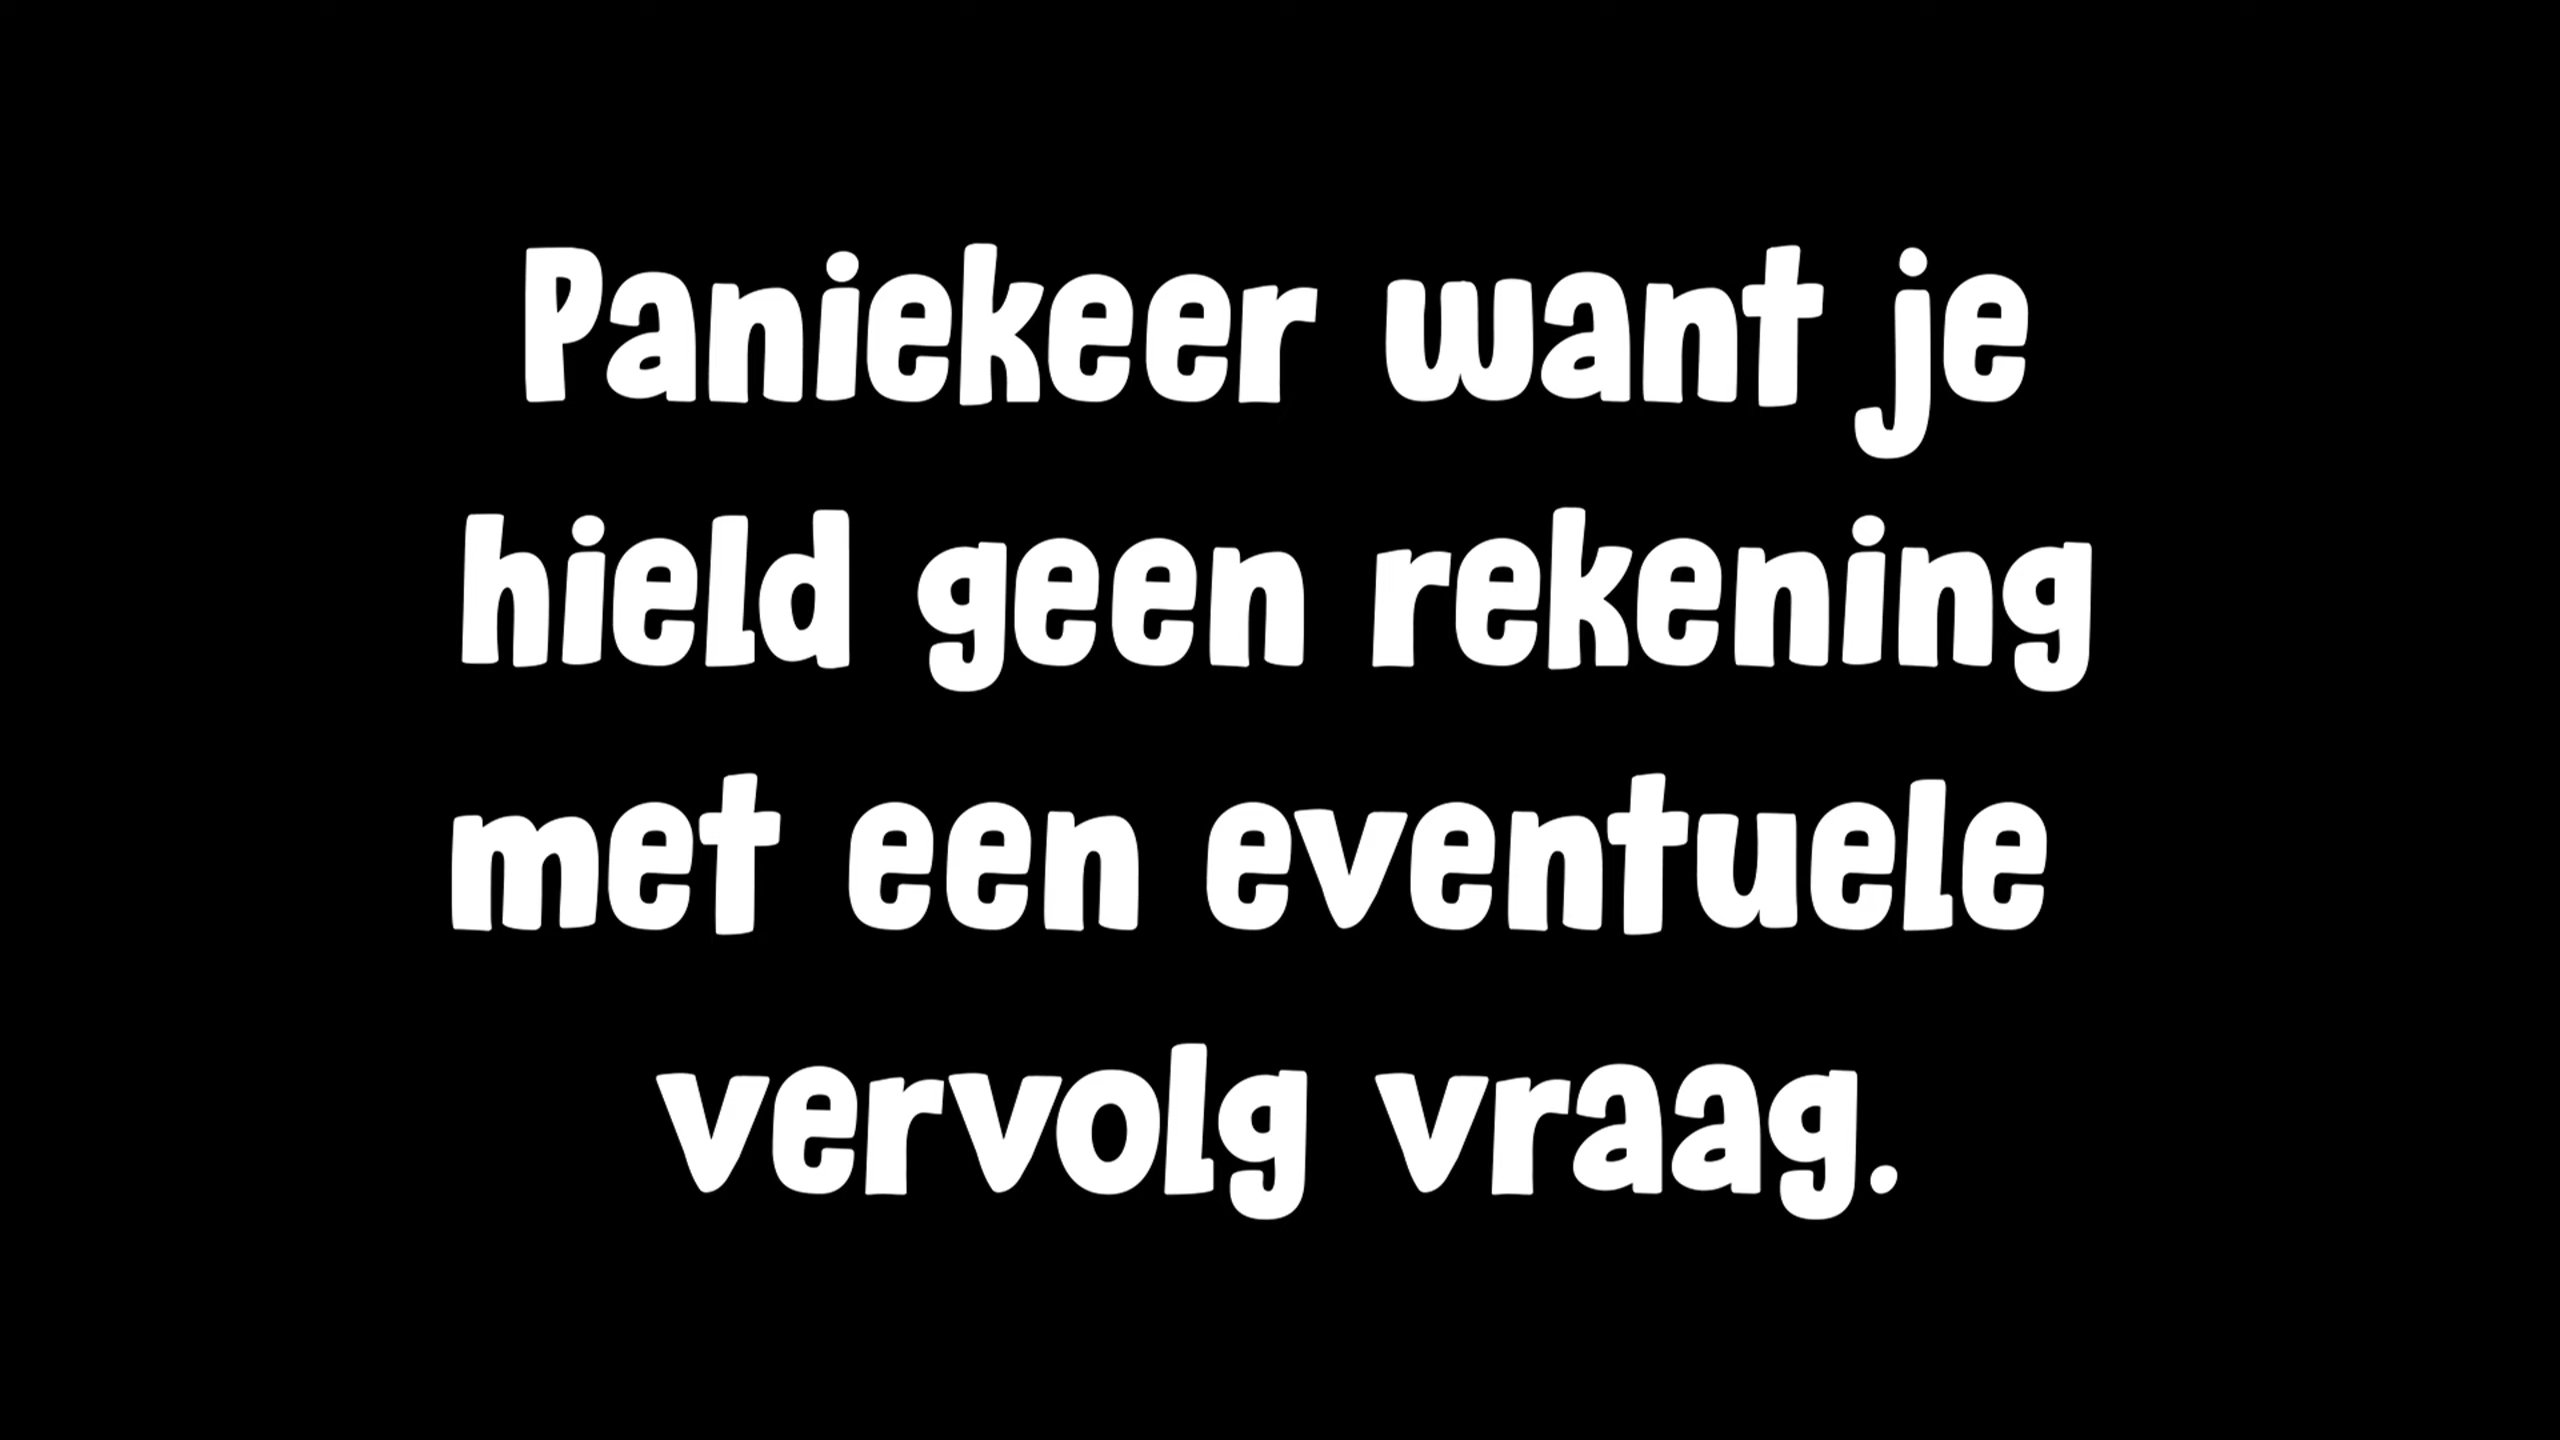 Paniekeer want je
hield geen rekening
met een eventuele
vervolg vraag.